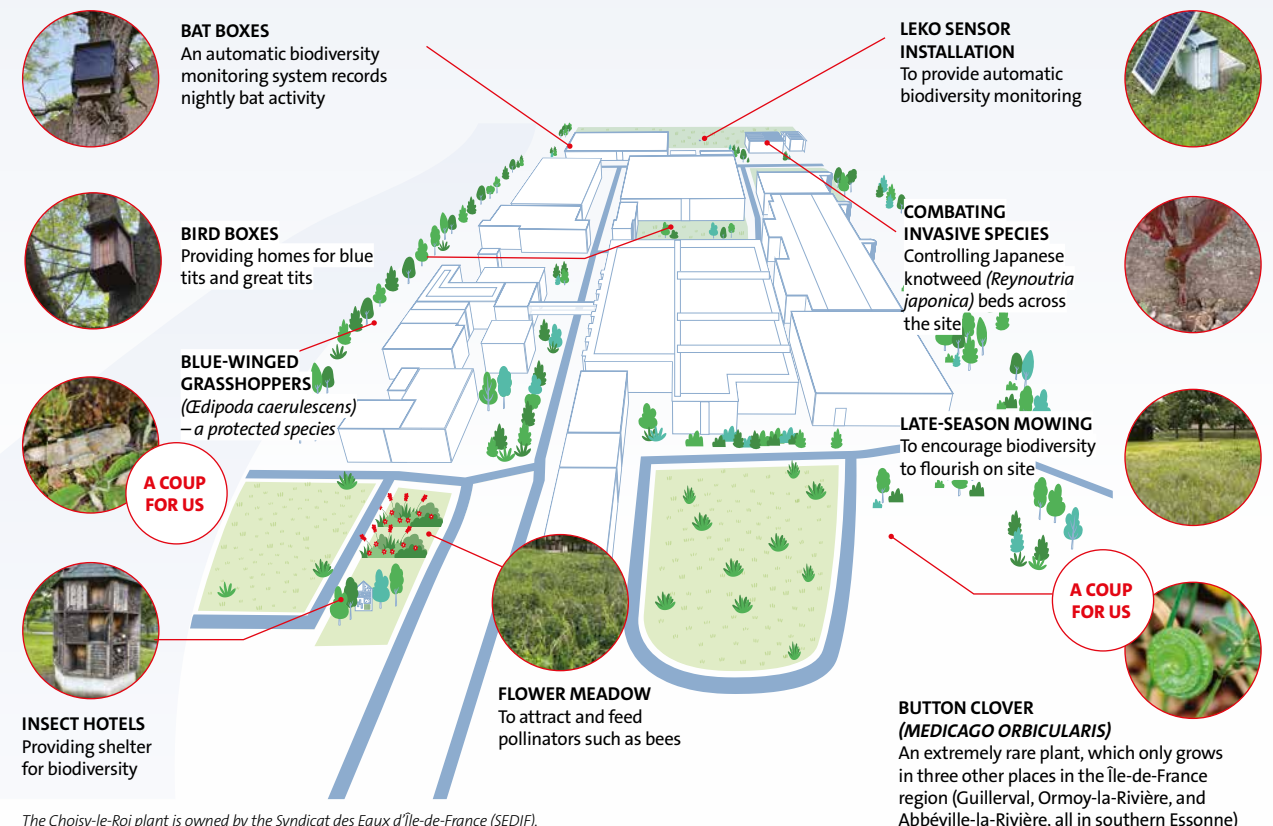 BAT BOXES
An automatic biodiversity
monitoring system records
nightly bat activity
LEKO SENSOR
INSTALLATION
To provide automatic
biodiversity monitoring
BIRD BOXES
Providing homes for blue
tits and great tits
COMBATING
INVASIVE SPECIES
Controlling Japanese
knotweed (Reynoutria
japonica) beds across
the site
BLUE-WINGED
GRASSHOPPERS
(Œdipoda caerulescens)
– a protected species
A COUP
FOR US
LATE-SEASON MOWING
To encourage biodiversity
to flourish on site
A COUP
FOR US
INSECT HOTELS
Providing shelter
for biodiversity
FLOWER MEADOW
To attract and feed
pollinators such as bees
BUTTON CLOVER
(MEDICAGO ORBICULARIS)
An extremely rare plant, which only grows
in three other places in the Île-de-France
region (Guillerval, Ormoy-la-Rivière, and
Abbéville-la-Rivière, all in southern Essonne)
The Choisy-le-Roi plant is owned by the Syndicat des Eaux d'Île-de-France (SEDIF).